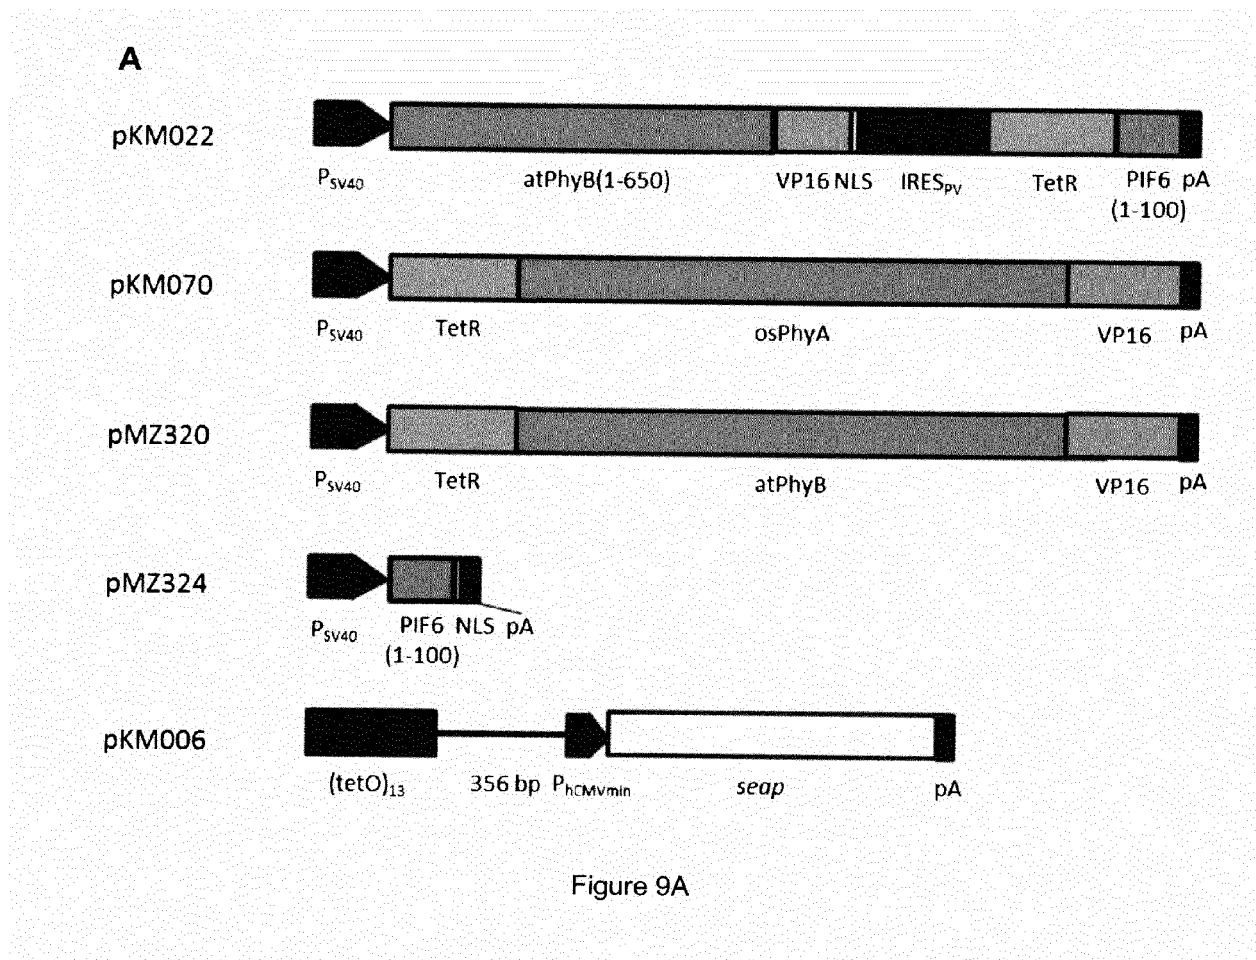 A
pKM022
P_SV40 atPhyB(1-650) VP16 NLS IRES_PV TetR PIF6 pA
(1-100)
pKM070
P_SV40 TetR osPhyA VP16 pA
pMZ320
P_SV40 TetR atPhyB VP16 pA
pMZ324
P_SV40 PIF6 NLS pA
(1-100)
pKM006
(tetO)_13 356 bp P_hCMVmin seap pA
Figure 9A